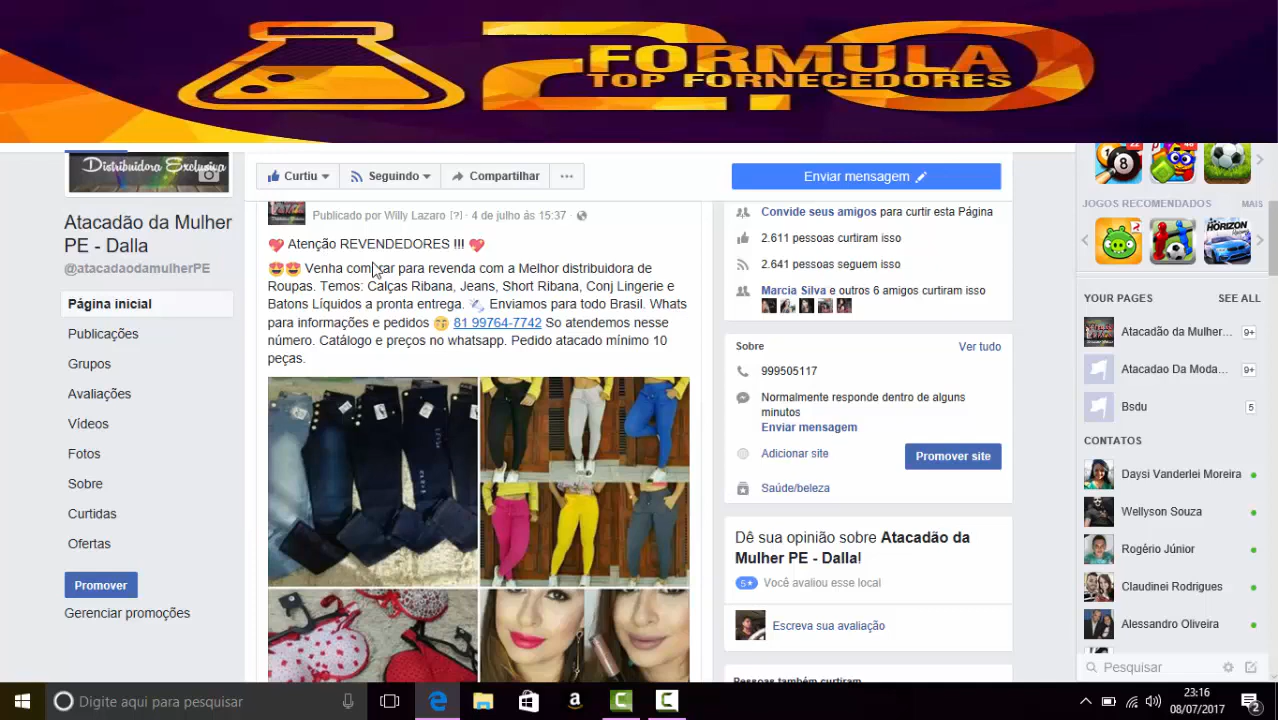 2.0
FORMULA
TOP FORNECEDORES
Distribuidora Exclusiva
Atacadão da Mulher
PE - Dalla
@atacadaodamulherPE
Página inicial
Publicações
Grupos
Avaliações
Vídeos
Fotos
Sobre
Curtidas
Ofertas
Promover
Gerenciar promoções
Curtiu
Seguindo
Compartilhar
Enviar mensagem
Publicado por Willy Lazaro [?] · 4 de julho às 15:37 ·
💖 Atenção REVENDEDORES !!! 💖
😍😍 Venha comprar para revenda com a Melhor distribuidora de
Roupas. Temos: Calças Ribana, Jeans, Short Ribana, Conj Lingerie e
Batons Líquidos a pronta entrega. Enviamos para todo Brasil. Whats
para informações e pedidos 81 99764-7742 So atendemos nesse
número. Catálogo e preços no whatsapp. Pedido atacado mínimo 10
peças.
Convide seus amigos para curtir esta Página
2.611 pessoas curtiram isso
2.641 pessoas seguem isso
Marcia Silva e outros 6 amigos curtiram isso
Sobre
Ver tudo
999505117
Normalmente responde dentro de alguns
minutos
Enviar mensagem
Adicionar site
Promover site
Saúde/beleza
Dê sua opinião sobre Atacadão da
Mulher PE - Dalla!
5★ Você avaliou esse local
Escreva sua avaliação
Pessoas também curtiram
JOGOS RECOMENDADOS
MAIS
YOUR PAGES
SEE ALL
Atacadão da Mulher...
9+
Atacadao Da Moda...
9+
Bsdu
5
CONTATOS
Daysi Vanderlei Moreira
Wellyson Souza
Rogério Júnior
Claudinei Rodrigues
Alessandro Oliveira
Pesquisar
Digite aqui para pesquisar
23:16
08/07/2017
2